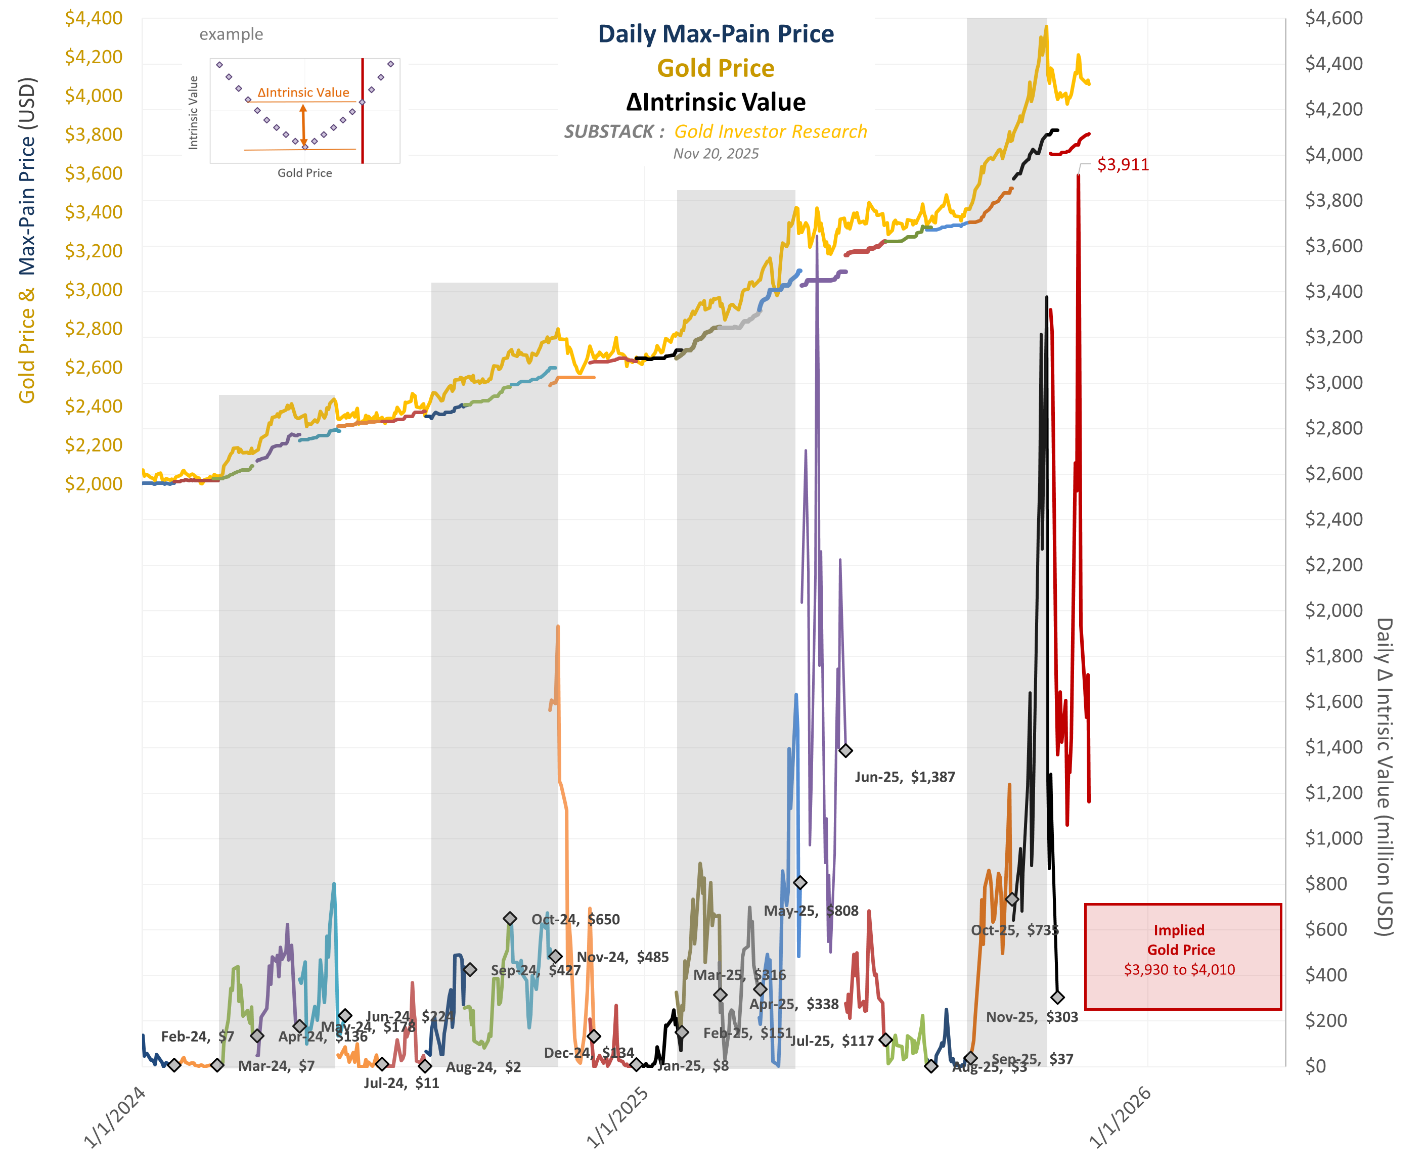 Daily Max-Pain Price
Gold Price
ΔIntrinsic Value
SUBSTACK : Gold Investor Research
Nov 20, 2025
example
ΔIntrinsic Value
Intrinsic Value
Gold Price
Gold Price & Max-Pain Price (USD)
$4,400
$4,200
$4,000
$3,800
$3,600
$3,400
$3,200
$3,000
$2,800
$2,600
$2,400
$2,200
$2,000
$4,600
$4,400
$4,200
$4,000
$3,800
$3,600
$3,400
$3,200
$3,000
$2,800
$2,600
$2,400
$2,200
$2,000
$1,800
$1,600
$1,400
$1,200
$1,000
$800
$600
$400
$200
$0
Daily Δ Intrisic Value (million USD)
$3,911
Feb-24, $7
Mar-24, $7
Apr-24, $136
May-24, $178
Jun-24, $224
Jul-24, $11
Aug-24, $2
Sep-24, $427
Oct-24, $650
Nov-24, $485
Dec-24, $134
Jan-25, $8
Feb-25, $151
Mar-25, $316
Apr-25, $338
May-25, $808
Jun-25, $1,387
Jul-25, $117
Aug-25, $3
Sep-25, $37
Oct-25, $735
Nov-25, $303
Implied
Gold Price
$3,930 to $4,010
1/1/2024
1/1/2025
1/1/2026